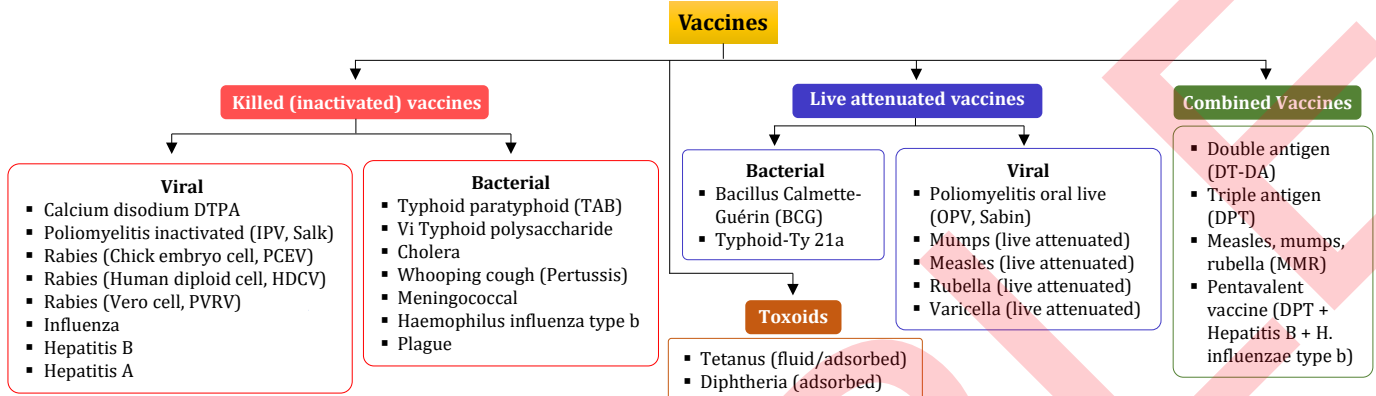 Vaccines
Killed (inactivated) vaccines
Viral
▪ Calcium disodium DTPA
▪ Poliomyelitis inactivated (IPV, Salk)
▪ Rabies (Chick embryo cell, PCEV)
▪ Rabies (Human diploid cell, HDCV)
▪ Rabies (Vero cell, PVRV)
▪ Influenza
▪ Hepatitis B
▪ Hepatitis A
Bacterial
▪ Typhoid paratyphoid (TAB)
▪ Vi Typhoid polysaccharide
▪ Cholera
▪ Whooping cough (Pertussis)
▪ Meningococcal
▪ Haemophilus influenza type b
▪ Plague
Toxoids
▪ Tetanus (fluid/adsorbed)
▪ Diphtheria (adsorbed)
Live attenuated vaccines
Bacterial
▪ Bacillus Calmette-
Guérin (BCG)
▪ Typhoid-Ty 21a
Viral
▪ Poliomyelitis oral live
(OPV, Sabin)
▪ Mumps (live attenuated)
▪ Measles (live attenuated)
▪ Rubella (live attenuated)
▪ Varicella (live attenuated)
Combined Vaccines
▪ Double antigen
(DT-DA)
▪ Triple antigen
(DPT)
▪ Measles, mumps,
rubella (MMR)
▪ Pentavalent
vaccine (DPT +
Hepatitis B + H.
influenzae type b)